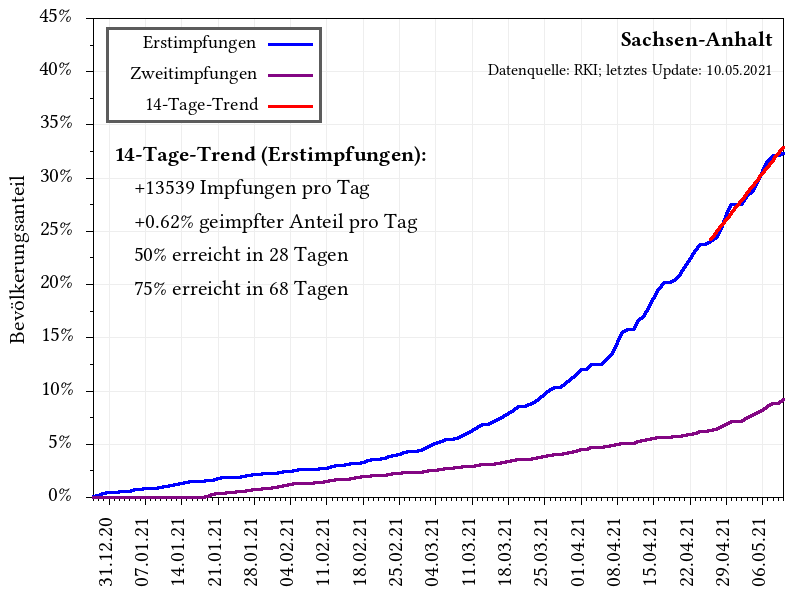 Sachsen-Anhalt
Datenquelle: RKI; letztes Update: 10.05.2021
Erstimpfungen
Zweitimpfungen
14-Tage-Trend
14-Tage-Trend (Erstimpfungen):
+13539 Impfungen pro Tag
+0.62% geimpfter Anteil pro Tag
50% erreicht in 28 Tagen
75% erreicht in 68 Tagen
Bevölkerungsanteil
45%
40%
35%
30%
25%
20%
15%
10%
5%
0%
31.12.20
07.01.21
14.01.21
21.01.21
28.01.21
04.02.21
11.02.21
18.02.21
25.02.21
04.03.21
11.03.21
18.03.21
25.03.21
01.04.21
08.04.21
15.04.21
22.04.21
29.04.21
06.05.21